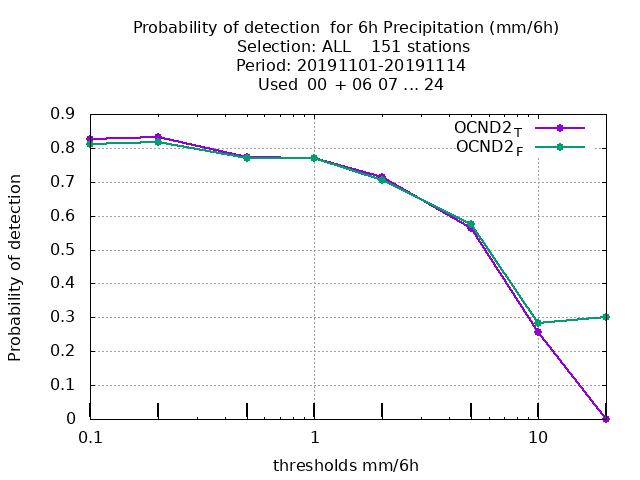 Probability of detection  for 6h Precipitation (mm/6h)
Selection: ALL    151 stations
Period: 20191101-20191114
Used  00  + 06 07 ... 24
OCND2T
OCND2F
Probability of detection
0.9
0.8
0.7
0.6
0.5
0.4
0.3
0.2
0.1
0
0.1 1 10
thresholds mm/6h